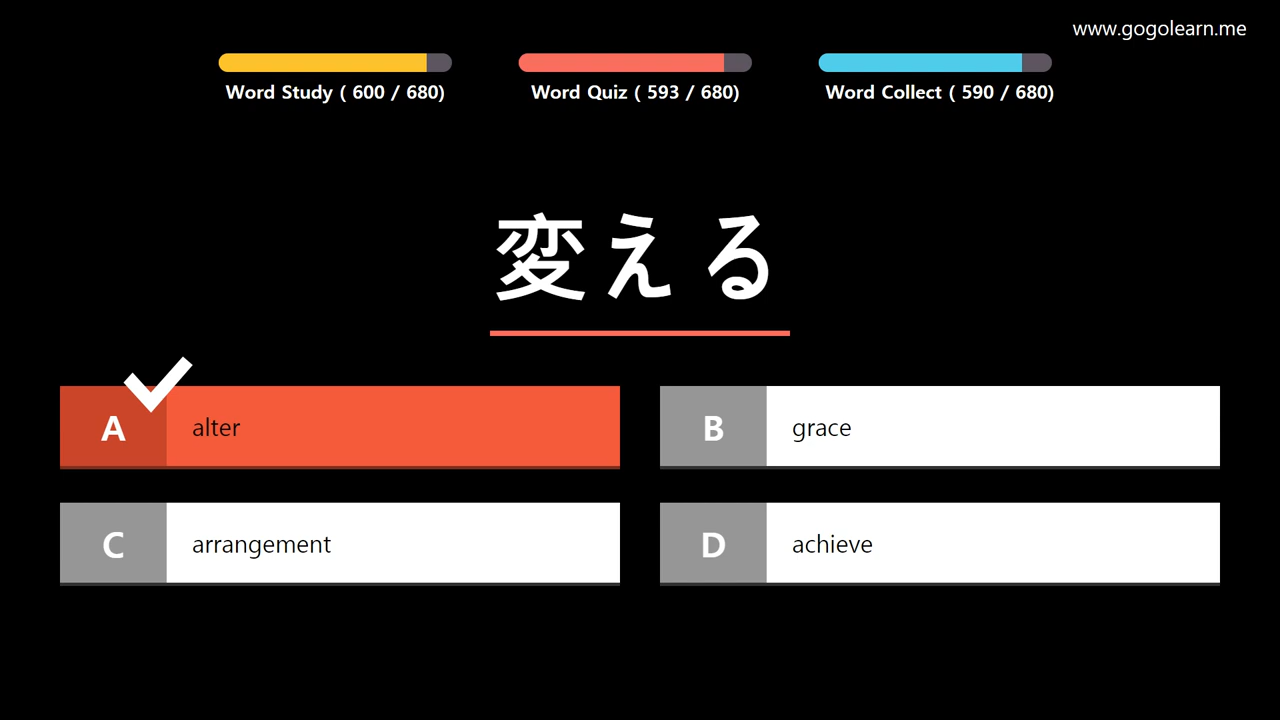 www.gogolearn.me
Word Study ( 600 / 680)
Word Quiz ( 593 / 680)
Word Collect ( 590 / 680)
変える
A alter
B grace
C arrangement
D achieve